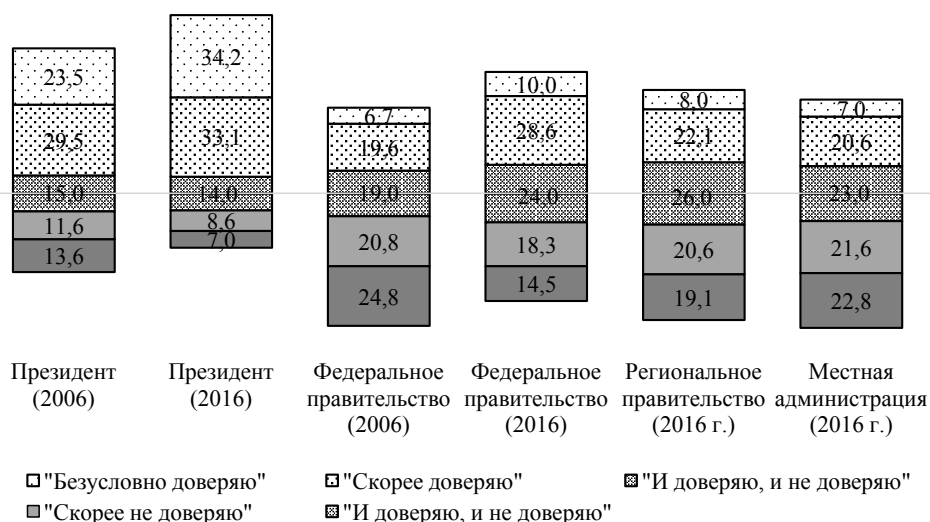 23,5
29,5
15,0
11,6
13,6
34,2
33,1
14,0
8,6
7,0
6,7
19,6
19,0
20,8
24,8
10,0
28,6
24,0
18,3
14,5
8,0
22,1
26,0
20,6
19,1
7,0
20,6
23,0
21,6
22,8
Президент
(2006)
Президент
(2016)
Федеральное
правительство
(2006)
Федеральное
правительство
(2016)
Региональное
правительство
(2016 г.)
Местная
администрация
(2016 г.)
"Безусловно доверяю"
"Скорее доверяю"
"И доверяю, и не доверяю"
"Скорее не доверяю"
"И доверяю, и не доверяю"